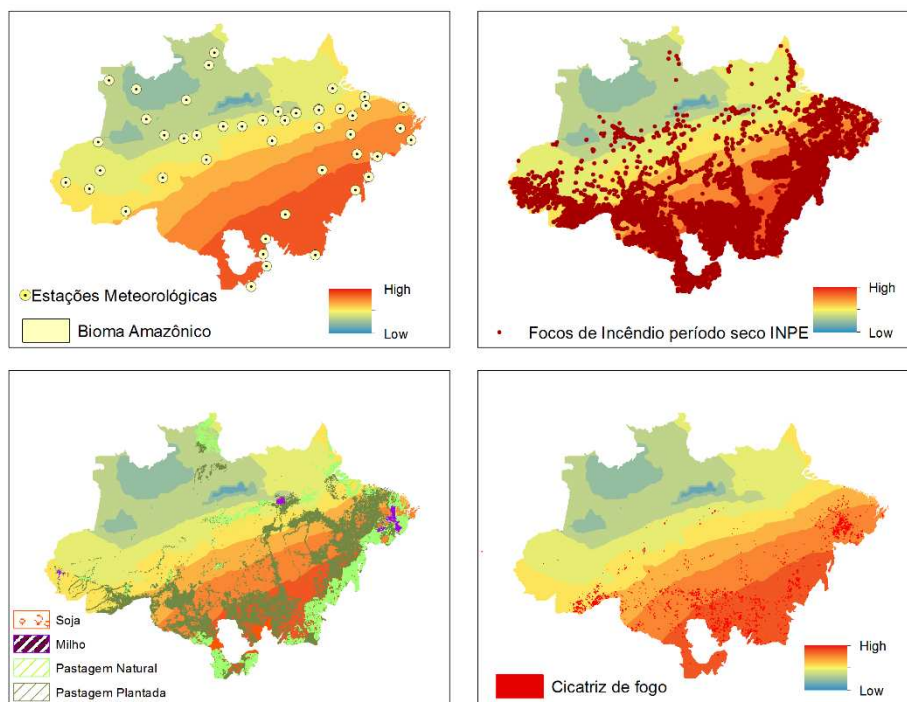 Estações Meteorológicas
Bioma Amazônico
High
Low
Focos de Incêndio período seco INPE
High
Low
Soja
Milho
Pastagem Natural
Pastagem Plantada
Cicatriz de fogo
High
Low